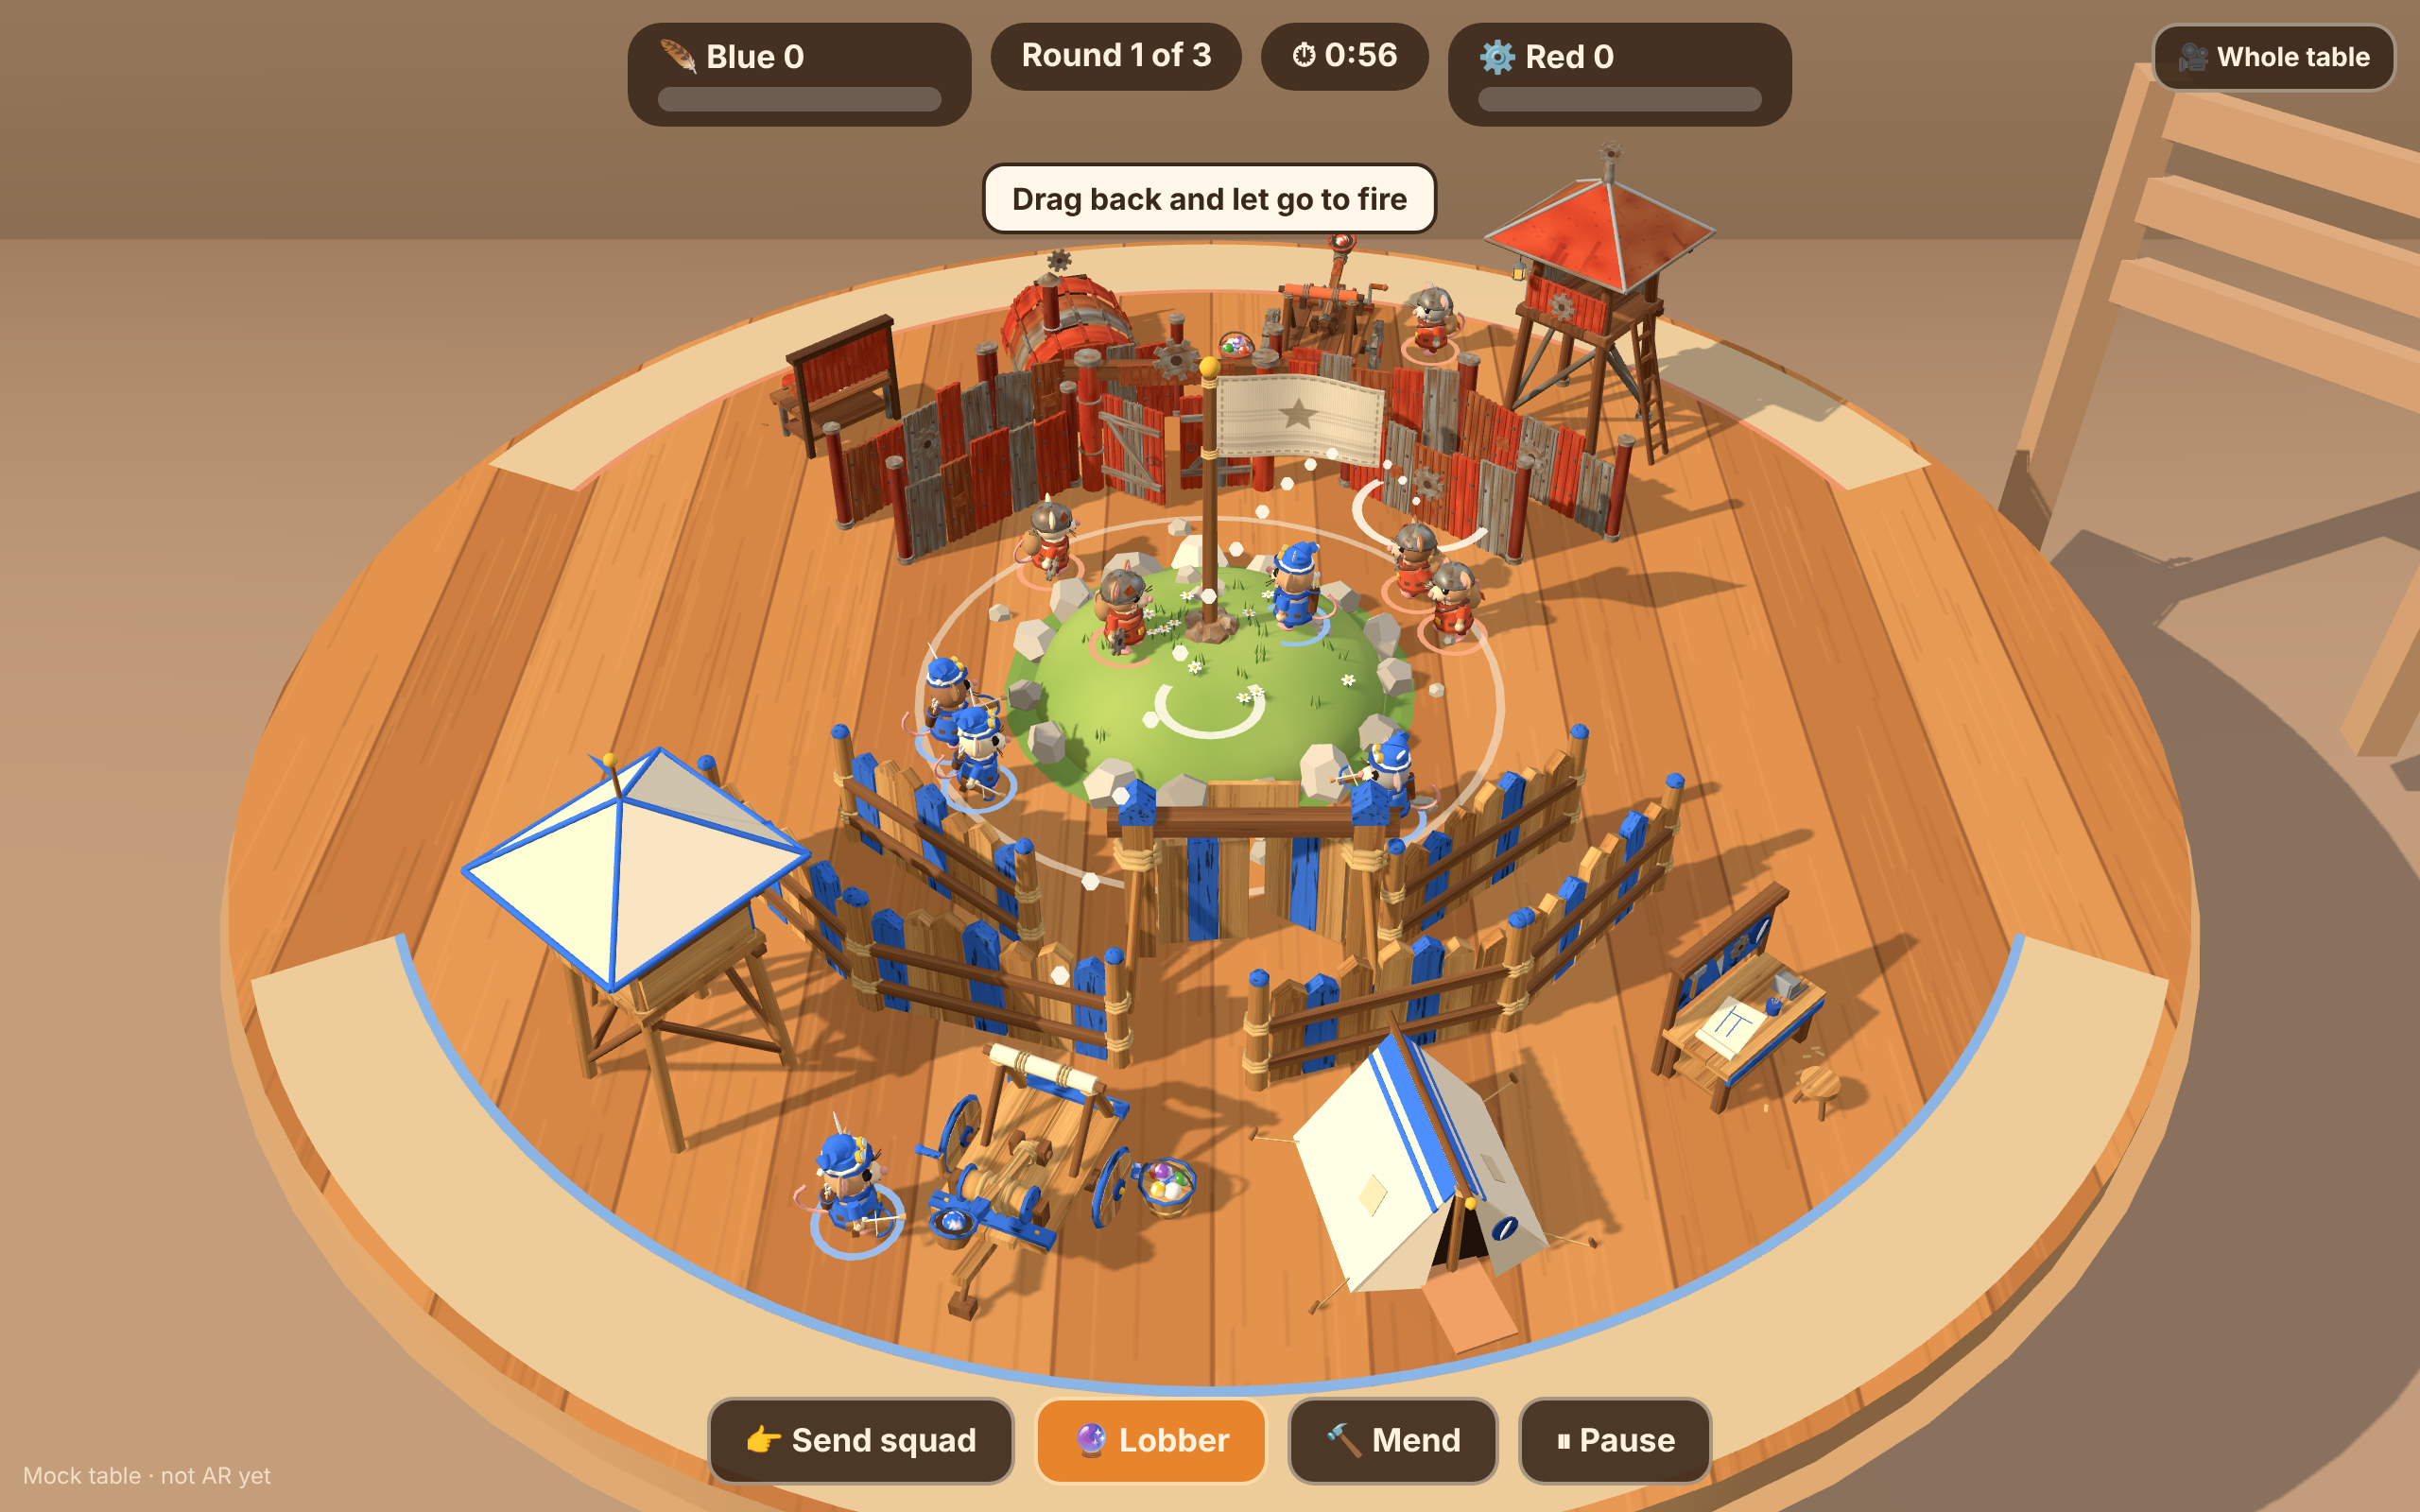 Blue 0
Round 1 of 3
0:56
Red 0
Whole table
Drag back and let go to fire
Send squad
Lobber
Mend
Pause
Mock table · not AR yet